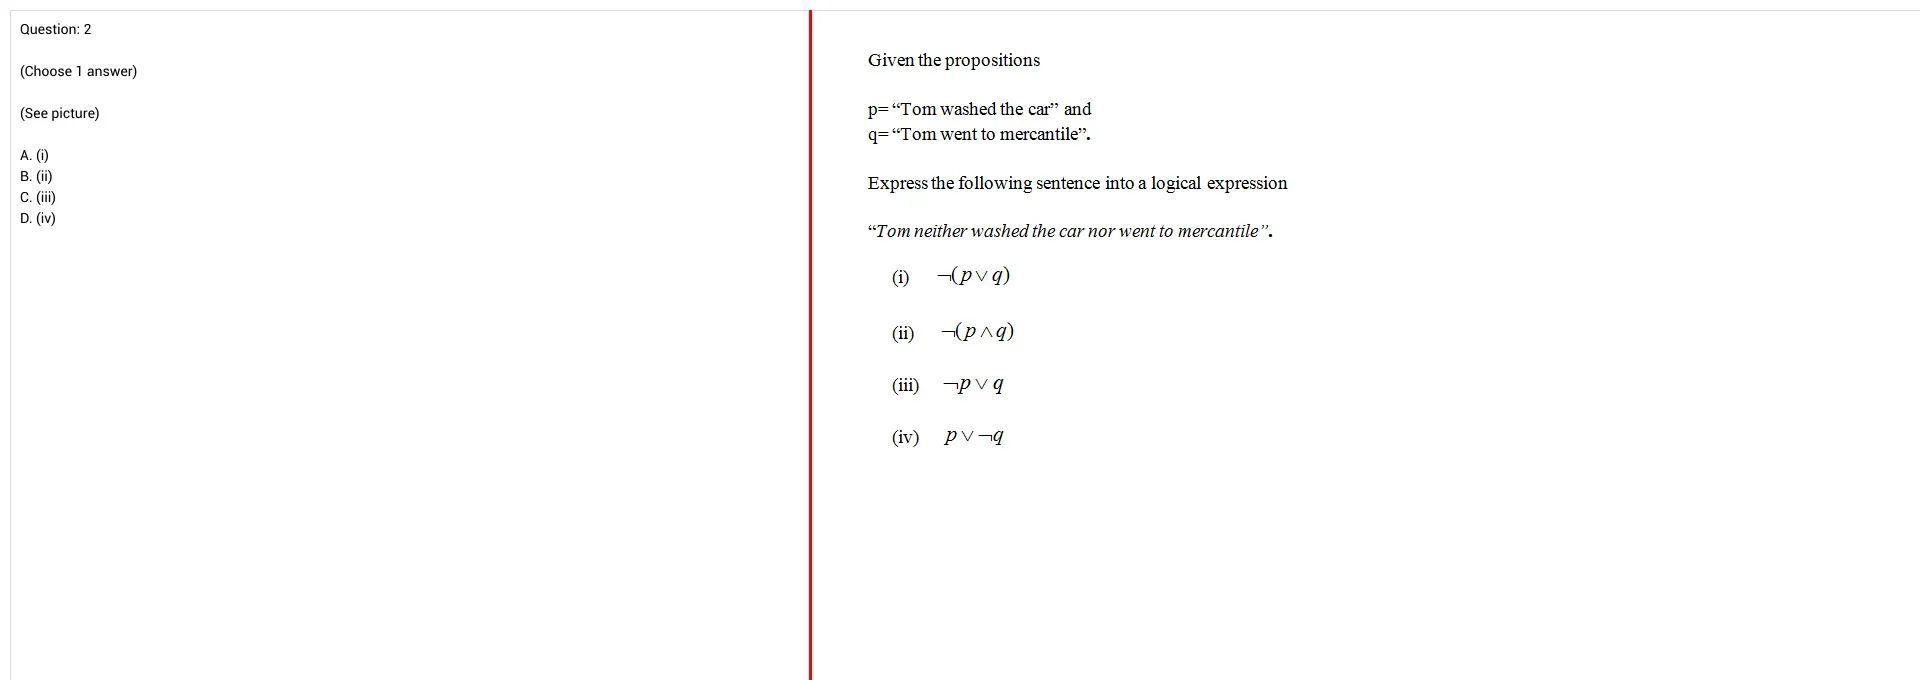 Question: 2
(Choose 1 answer)
(See picture)
A. (i)
B. (ii)
C. (iii)
D. (iv)
Given the propositions
p= “Tom washed the car” and
q= “Tom went to mercantile”.
Express the following sentence into a logical expression
“Tom neither washed the car nor went to mercantile”.
(i) ¬(p∨q)
(ii) ¬(p∧q)
(iii) ¬p∨q
(iv) p∨¬q